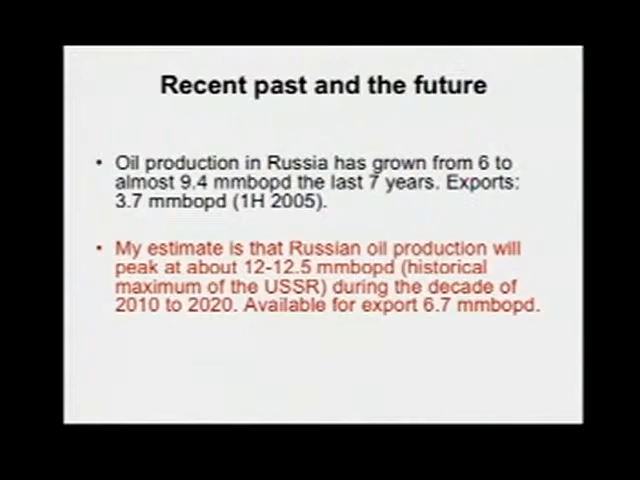 Recent past and the future
• Oil production in Russia has grown from 6 to
almost 9.4 mmbopd the last 7 years. Exports:
3.7 mmbopd (1H 2005).
• My estimate is that Russian oil production will
peak at about 12-12.5 mmbopd (historical
maximum of the USSR) during the decade of
2010 to 2020. Available for export 6.7 mmbopd.